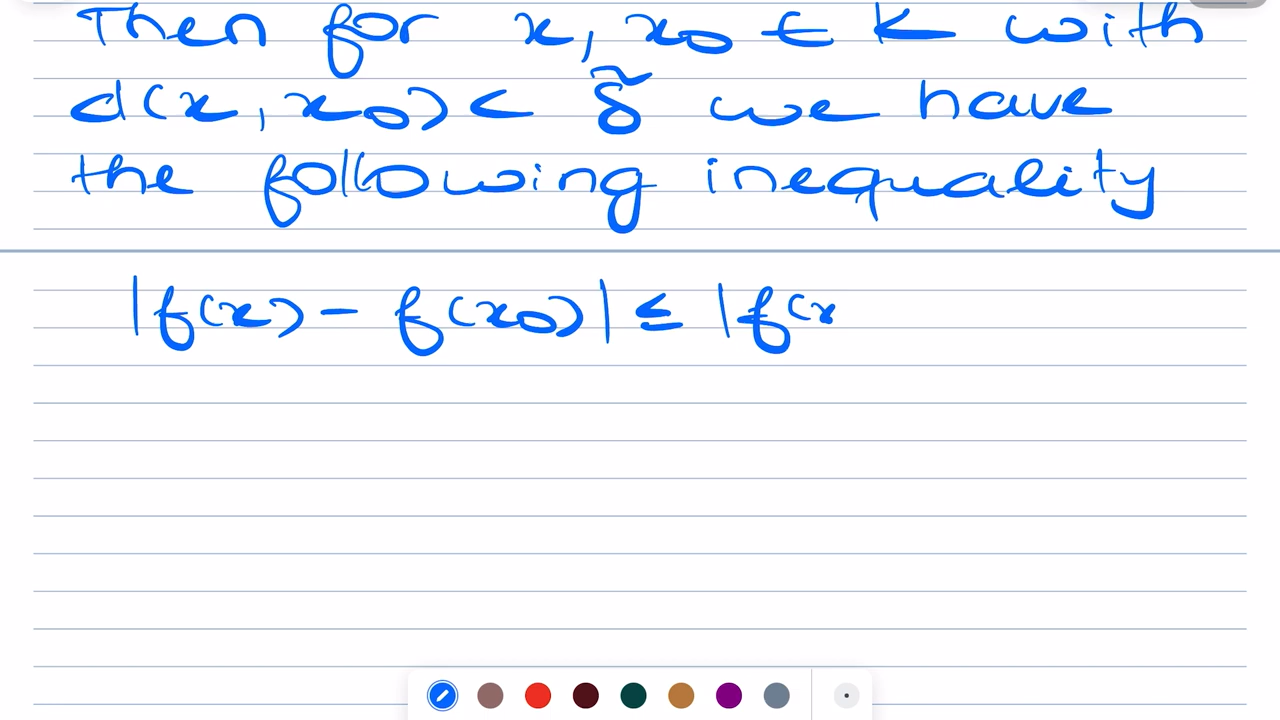 Then for x, x₀ ∈ K with
d(x, x₀) < δ̃ we have
the following inequality
|f(x) - f(x₀)| ≤ |f(x